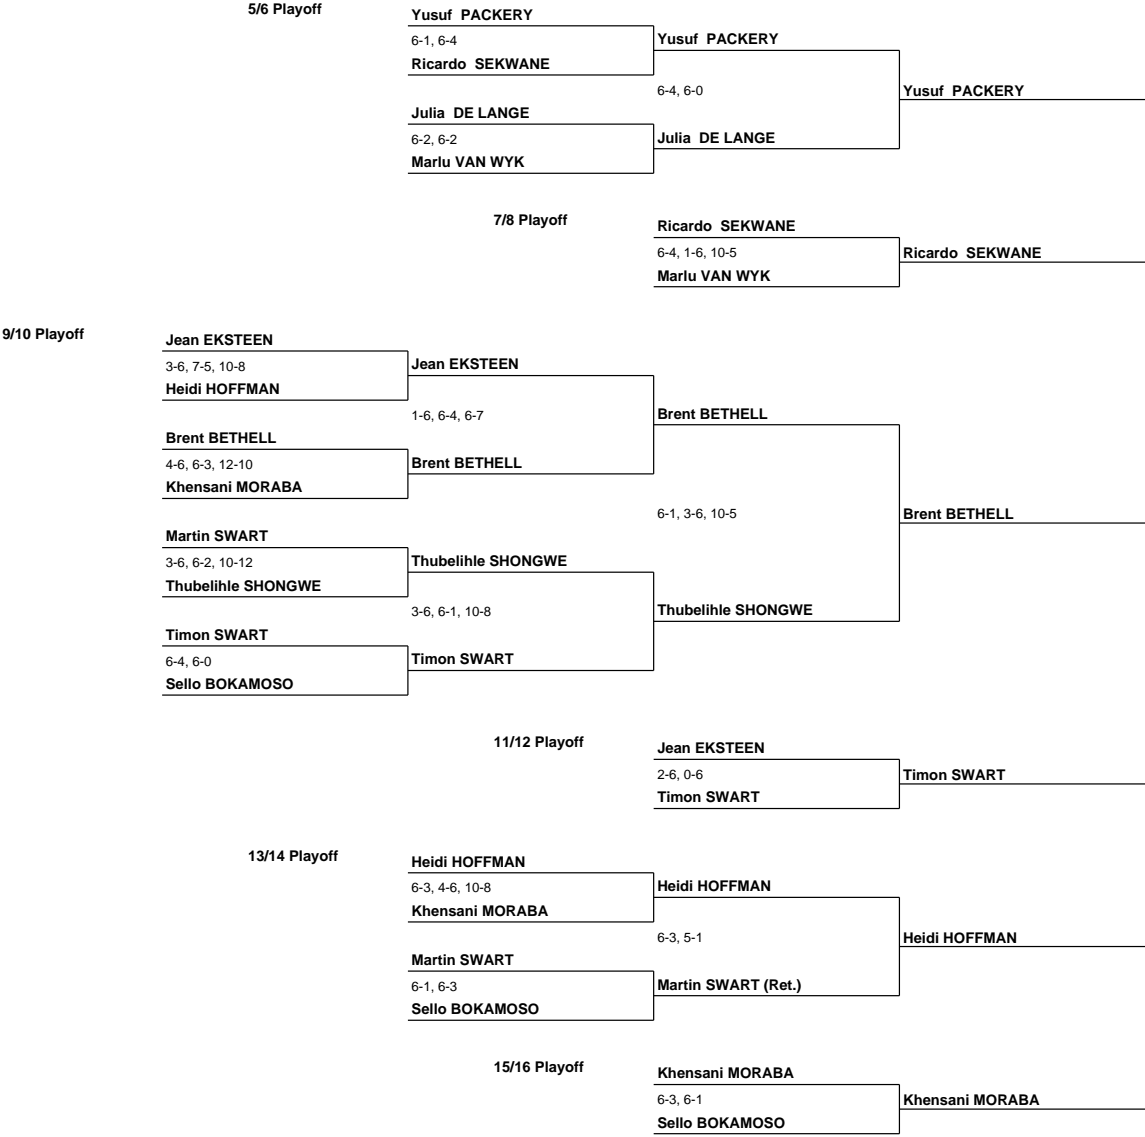 5/6 Playoff
Yusuf  PACKERY
6-1, 6-4
Yusuf  PACKERY
Ricardo  SEKWANE
6-4, 6-0
Yusuf  PACKERY
Julia  DE LANGE
6-2, 6-2
Julia  DE LANGE
Marlu VAN WYK
7/8 Playoff
Ricardo  SEKWANE
6-4, 1-6, 10-5
Ricardo  SEKWANE
Marlu VAN WYK
9/10 Playoff
Jean EKSTEEN
3-6, 7-5, 10-8
Jean EKSTEEN
Heidi HOFFMAN
1-6, 6-4, 6-7
Brent BETHELL
Brent BETHELL
4-6, 6-3, 12-10
Brent BETHELL
Khensani MORABA
6-1, 3-6, 10-5
Brent BETHELL
Martin SWART
3-6, 6-2, 10-12
Thubelihle SHONGWE
Thubelihle SHONGWE
3-6, 6-1, 10-8
Thubelihle SHONGWE
Timon SWART
6-4, 6-0
Timon SWART
Sello BOKAMOSO
11/12 Playoff
Jean EKSTEEN
2-6, 0-6
Timon SWART
Timon SWART
13/14 Playoff
Heidi HOFFMAN
6-3, 4-6, 10-8
Heidi HOFFMAN
Khensani MORABA
6-3, 5-1
Heidi HOFFMAN
Martin SWART
6-1, 6-3
Martin SWART (Ret.)
Sello BOKAMOSO
15/16 Playoff
Khensani MORABA
6-3, 6-1
Khensani MORABA
Sello BOKAMOSO